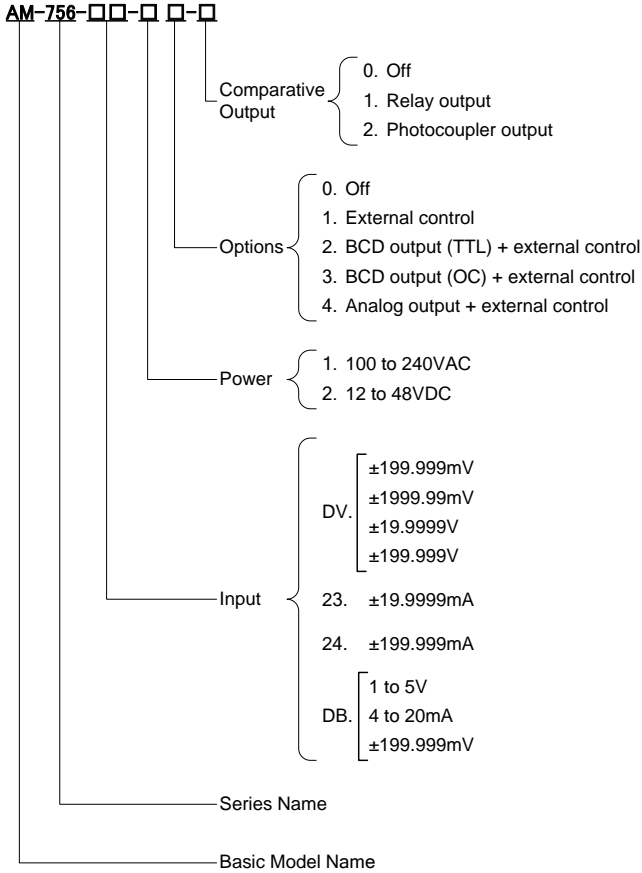 AM-756-□□-□ □-□
Comparative
Output
0. Off
1. Relay output
2. Photocoupler output
Options
0. Off
1. External control
2. BCD output (TTL) + external control
3. BCD output (OC) + external control
4. Analog output + external control
Power
1. 100 to 240VAC
2. 12 to 48VDC
Input
DV.
±199.999mV
±1999.99mV
±19.9999V
±199.999V
23. ±19.9999mA
24. ±199.999mA
DB.
1 to 5V
4 to 20mA
±199.999mV
Series Name
Basic Model Name